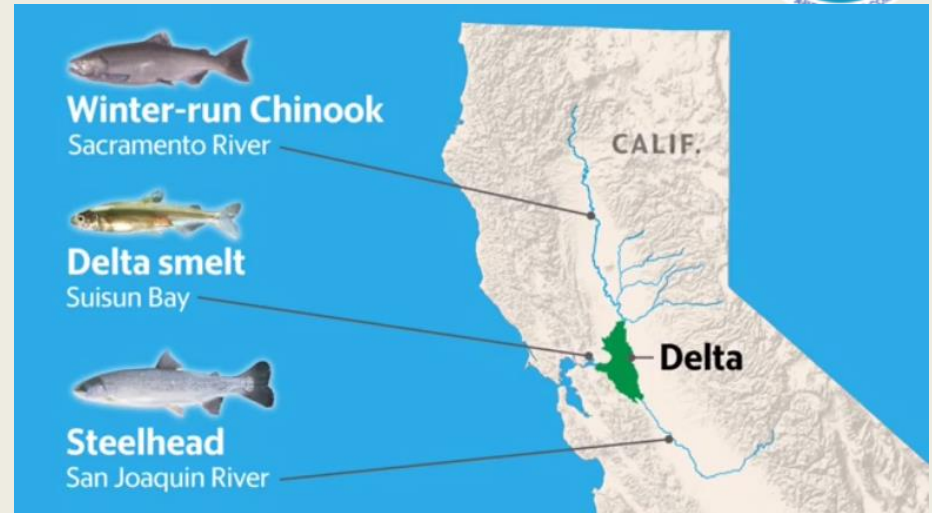 Winter-run Chinook
Sacramento River
CALIF.
Delta smelt
Suisun Bay
Delta
Steelhead
San Joaquin River